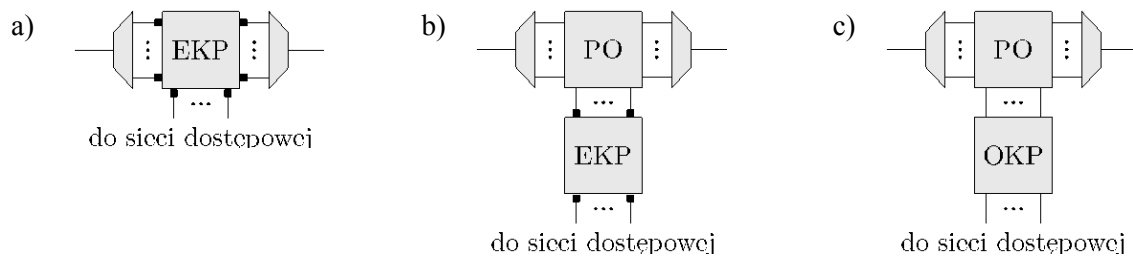 a)
EKP
do sieci dostępowej
b)
PO
EKP
do sieci dostępowej
c)
PO
OKP
do sieci dostępowej